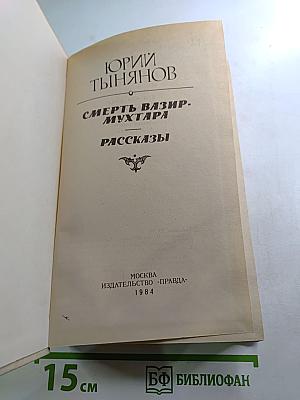 ЮРИЙ
ТЫНЯНОВ
СМЕРТЬ ВАЗИР-
МУХТАРА
РАССКАЗЫ
МОСКВА
ИЗДАТЕЛЬСТВО «ПРАВДА»
1984
15 см
БФ БИБЛИОФАН